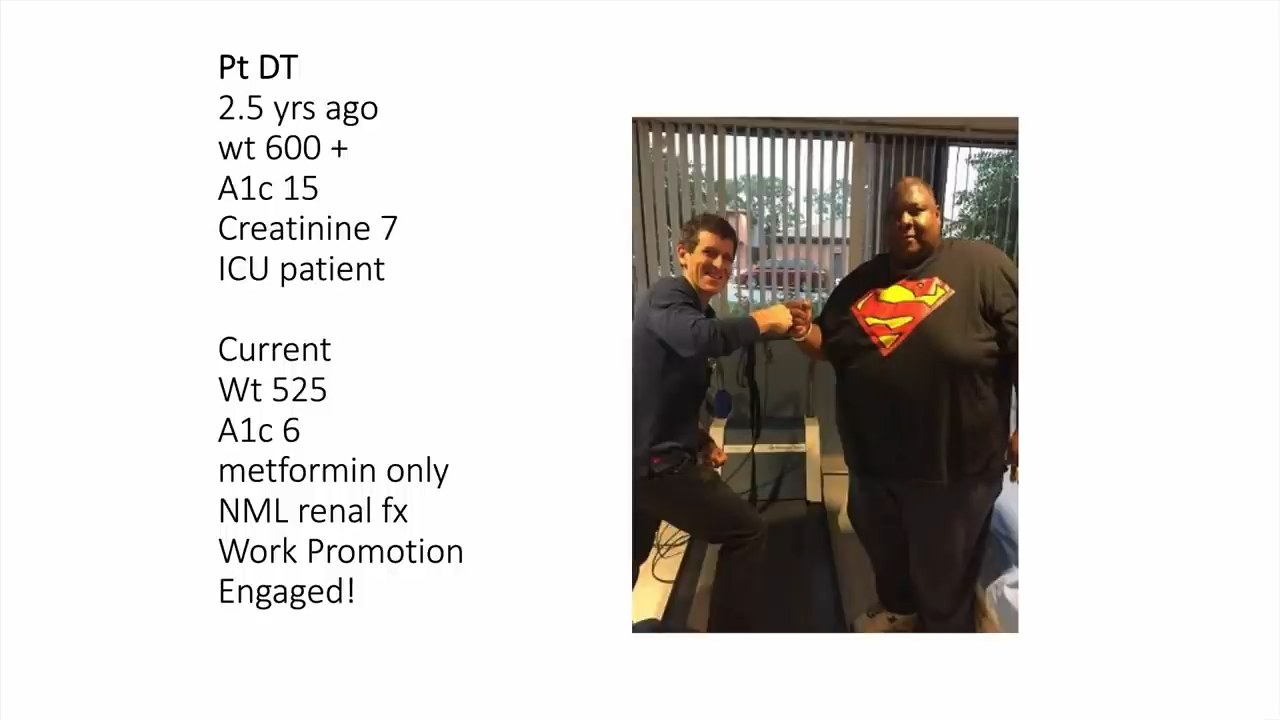 Pt DT
2.5 yrs ago
wt 600 +
A1c 15
Creatinine 7
ICU patient
Current
Wt 525
A1c 6
metformin only
NML renal fx
Work Promotion
Engaged!